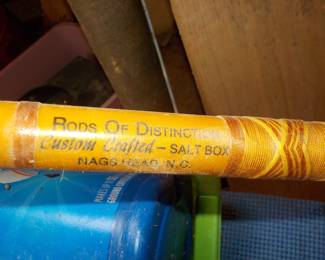 RODS OF DISTINCTION
Custom Crafted - SALT BOX
NAGS HEAD, N.C.